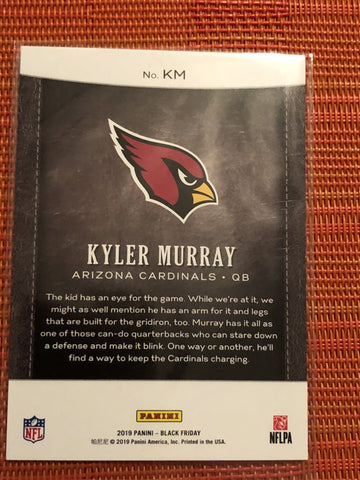 No. KM
KYLER MURRAY
ARIZONA CARDINALS • QB
The kid has an eye for the game. While we're at it, we
might as well mention he has an arm for it and legs
that are built for the gridiron, too. Murray has it all as
one of those can-do quarterbacks who can stare down
a defense and make it blink. One way or another, he'll
find a way to keep the Cardinals charging.
NFL
PANINI
NFLPA
2019 PANINI - BLACK FRIDAY
帕尼尼 © 2019 Panini America, Inc. Printed in the USA.